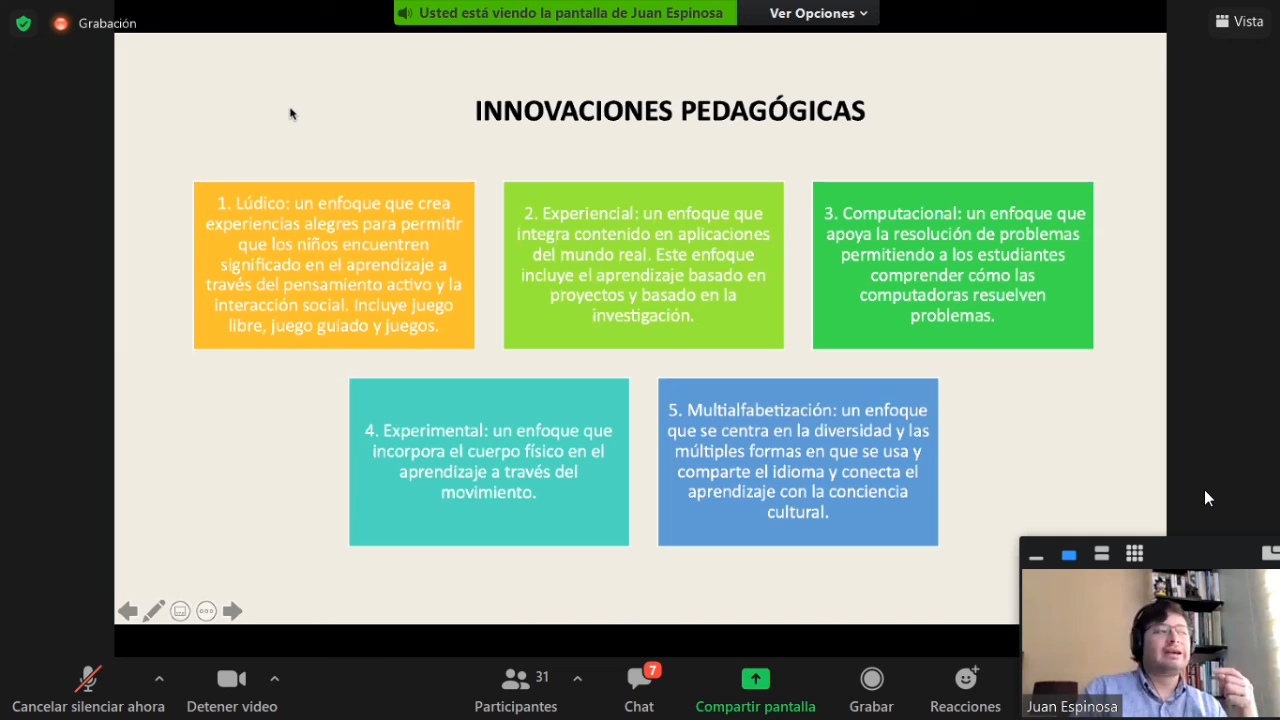 Grabación
Usted está viendo la pantalla de Juan Espinosa
Ver Opciones
Vista
INNOVACIONES PEDAGÓGICAS
1. Lúdico: un enfoque que crea
experiencias alegres para permitir
que los niños encuentren
significado en el aprendizaje a
través del pensamiento activo y la
interacción social. Incluye juego
libre, juego guiado y juegos.
2. Experiencial: un enfoque que
integra contenido en aplicaciones
del mundo real. Este enfoque
incluye el aprendizaje basado en
proyectos y basado en la
investigación.
3. Computacional: un enfoque que
apoya la resolución de problemas
permitiendo a los estudiantes
comprender cómo las
computadoras resuelven
problemas.
4. Experimental: un enfoque que
incorpora el cuerpo físico en el
aprendizaje a través del
movimiento.
5. Multialfabetización: un enfoque
que se centra en la diversidad y las
múltiples formas en que se usa y
comparte el idioma y conecta el
aprendizaje con la conciencia
cultural.
Cancelar silenciar ahora
Detener video
31
Participantes
7
Chat
Compartir pantalla
Grabar
Reacciones
Juan Espinosa